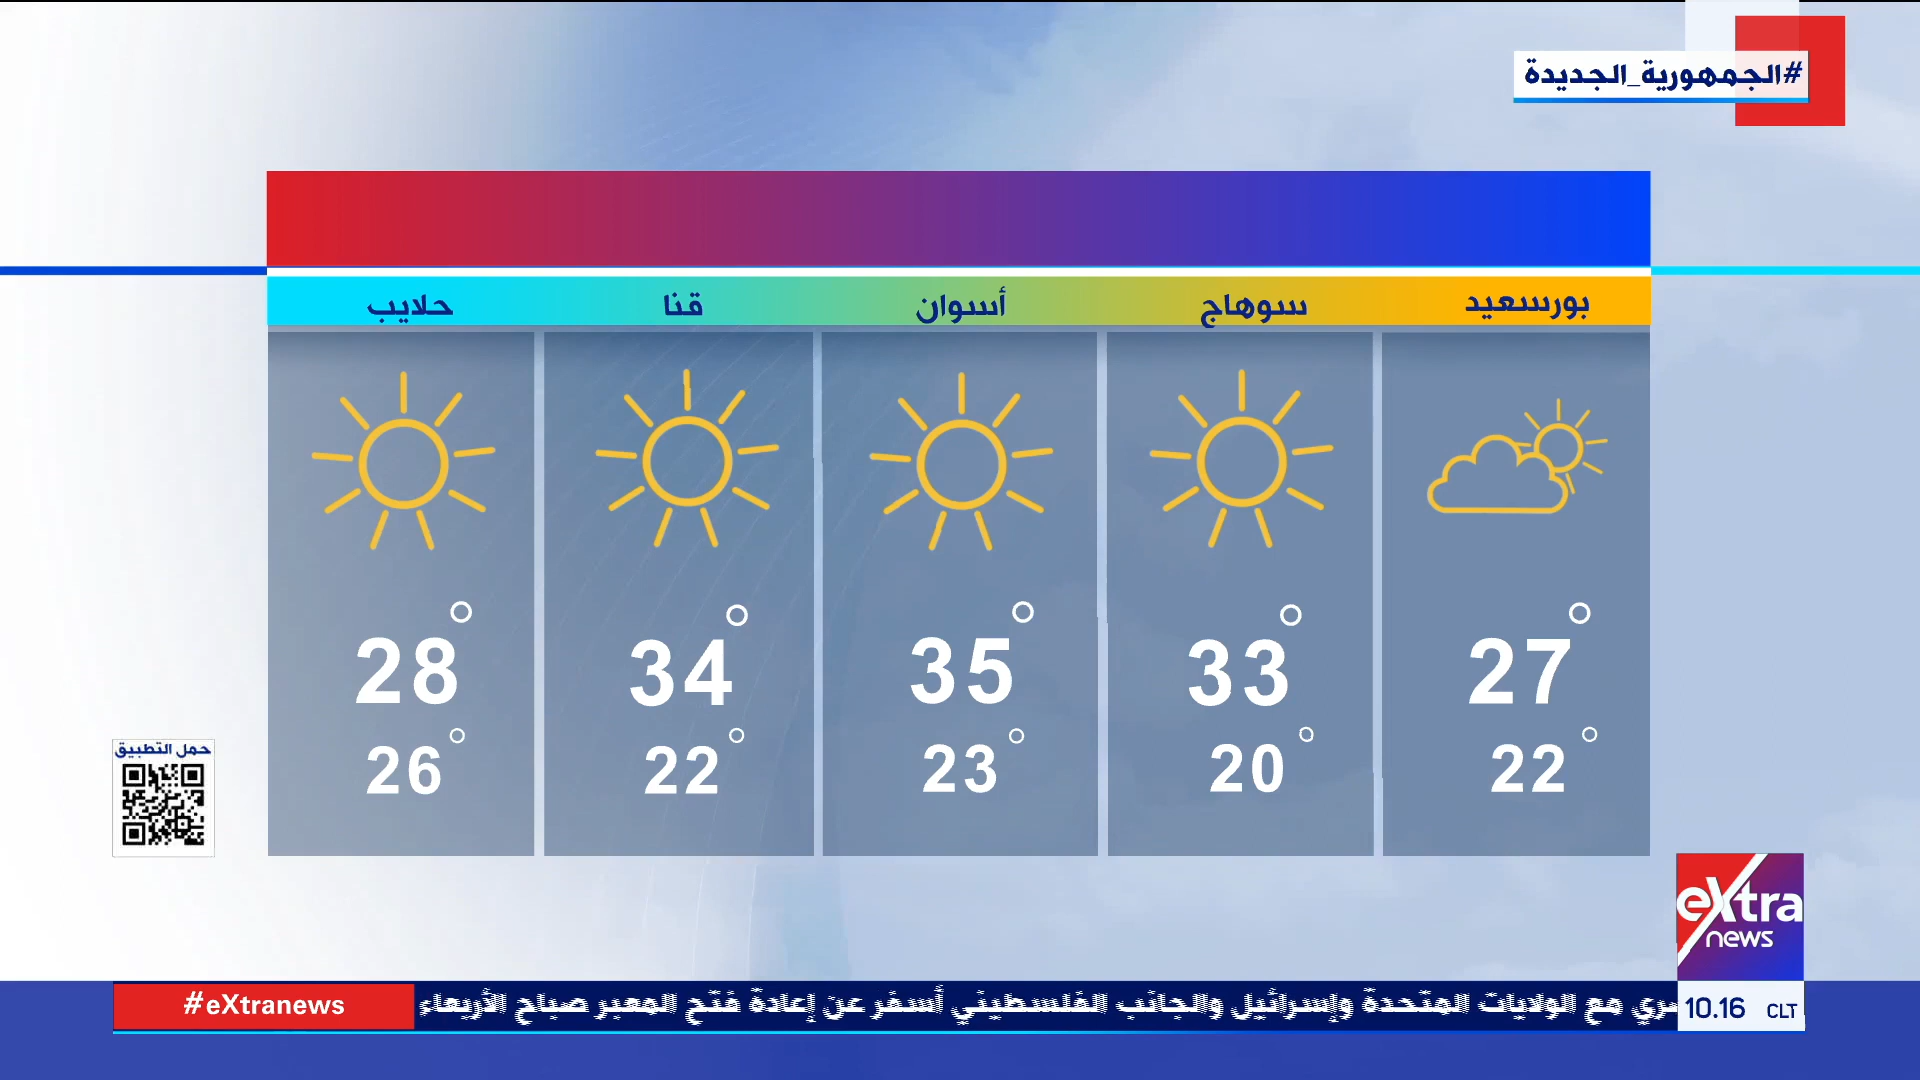 #الجمهورية_الجديدة
بورسعيد
سوهاج
أسوان
قنا
حلايب
27°
33°
35°
34°
28°
22°
20°
23°
22°
26°
حمل التطبيق
eXtra
news
مع الولايات المتحدة وإسرائيل والجانب الفلسطيني أسفر عن إعادة فتح المعبر صباح الأربعاء
#eXtranews
10.16 CLT